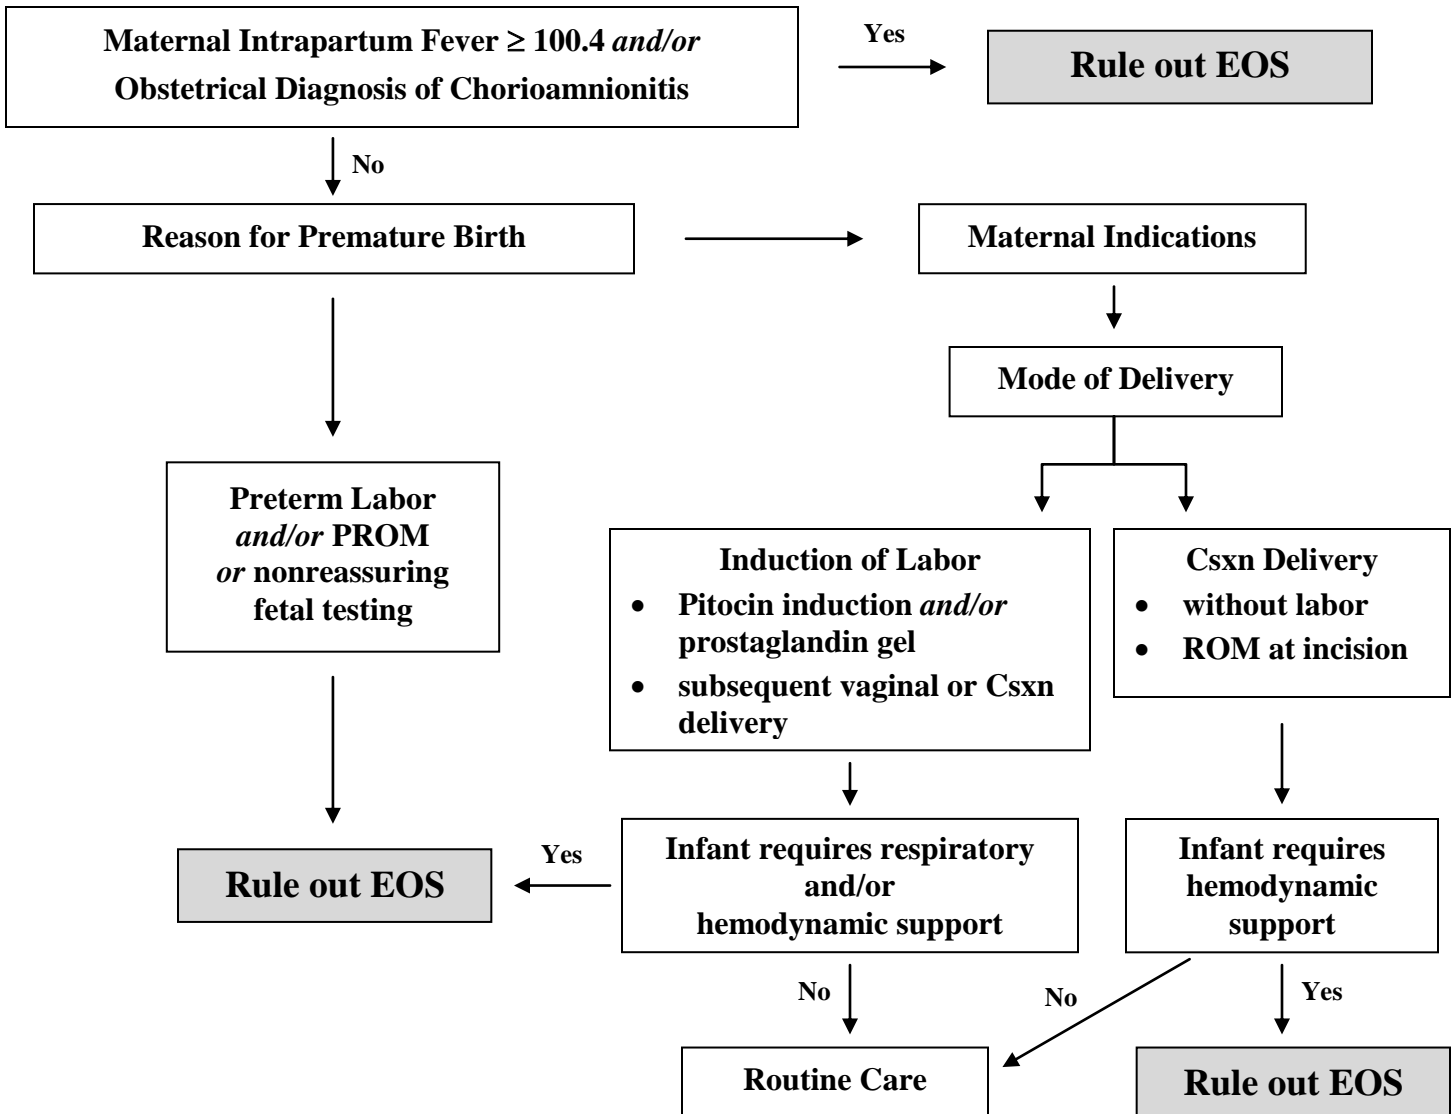 Maternal Intrapartum Fever ≥ 100.4 and/or
Obstetrical Diagnosis of Chorioamnionitis
Yes
Rule out EOS
No
Reason for Premature Birth
Maternal Indications
Mode of Delivery
Preterm Labor
and/or PROM
or nonreassuring
fetal testing
Induction of Labor
• Pitocin induction and/or
prostaglandin gel
• subsequent vaginal or Csxn
delivery
Csxn Delivery
• without labor
• ROM at incision
Rule out EOS
Yes
Infant requires respiratory
and/or
hemodynamic support
Infant requires
hemodynamic
support
No
No
Yes
Routine Care
Rule out EOS